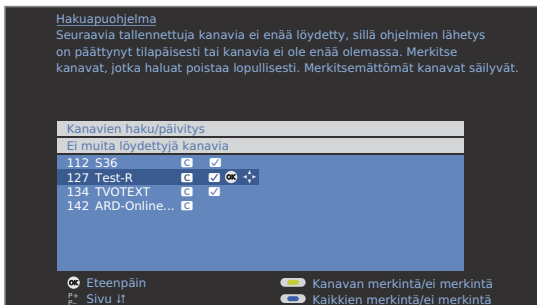 Hakuapuohjelma
Seuraavia tallennettuja kanavia ei enää löydetty, sillä ohjelmien lähetys
on päättynyt tilapäisesti tai kanavia ei ole enää olemassa. Merkitse
kanavat, jotka haluat poistaa lopullisesti. Merkitsemättömät kanavat säilyvät.
Kanavien haku/päivitys
Ei muita löydettyjä kanavia
112 S36 C ✓
127 Test-R C ✓ OK
134 TVOTEXT C ✓
142 ARD-Online... C
OK Eteenpäin
Kanavan merkintä/ei merkintä
P+ P- Sivu ↓↑
Kaikkien merkintä/ei merkintä